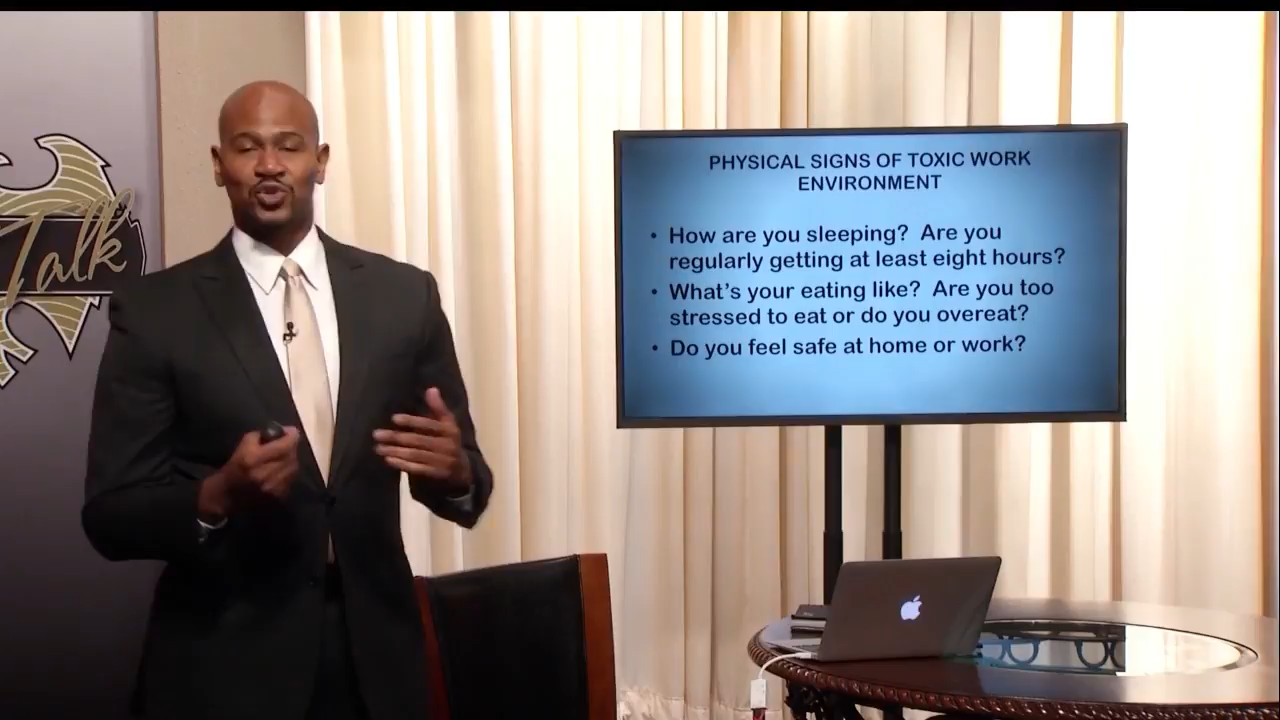 Talk
PHYSICAL SIGNS OF TOXIC WORK
ENVIRONMENT
• How are you sleeping?  Are you
regularly getting at least eight hours?
• What's your eating like?  Are you too
stressed to eat or do you overeat?
• Do you feel safe at home or work?